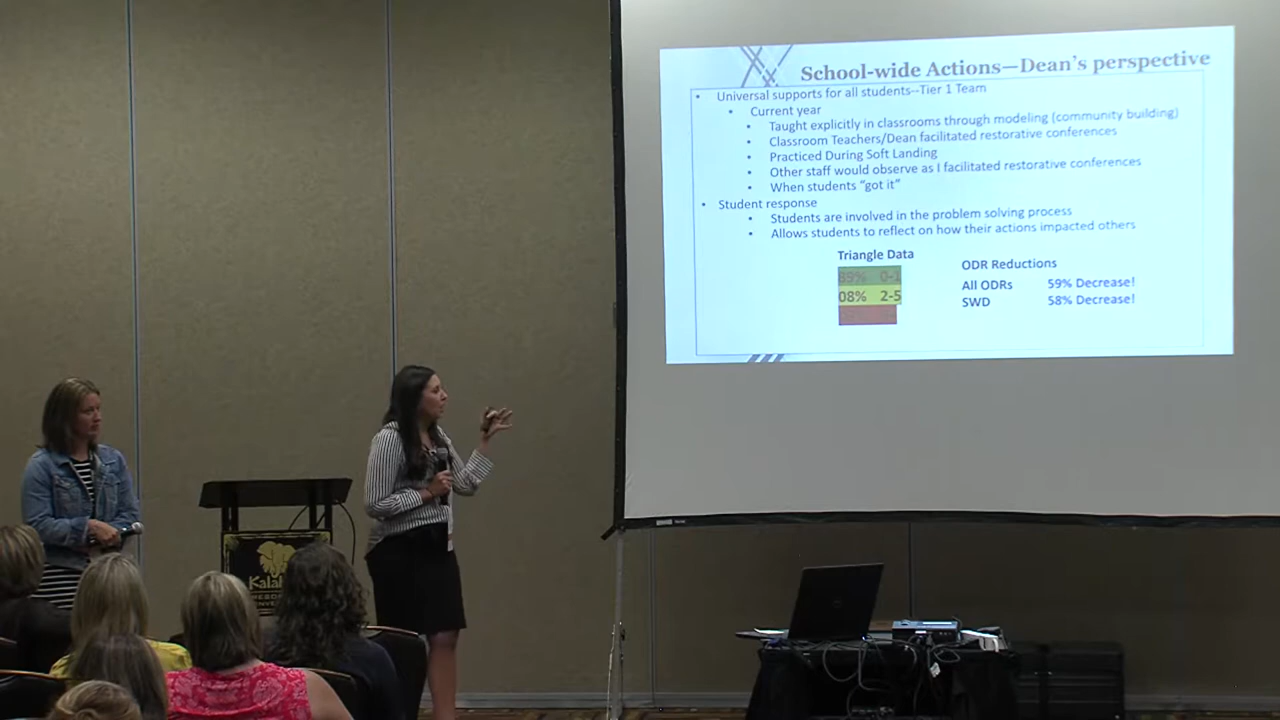 School-wide Actions—Dean's perspective
• Universal supports for all students--Tier 1 Team
• Current year
• Taught explicitly in classrooms through modeling (community building)
• Classroom Teachers/Dean facilitated restorative conferences
• Practiced During Soft Landing
• Other staff would observe as I facilitated restorative conferences
• When students "got it"
• Student response
• Students are involved in the problem solving process
• Allows students to reflect on how their actions impacted others
Triangle Data
89% 0-1
08% 2-5
ODR Reductions
All ODRs 59% Decrease!
SWD 58% Decrease!